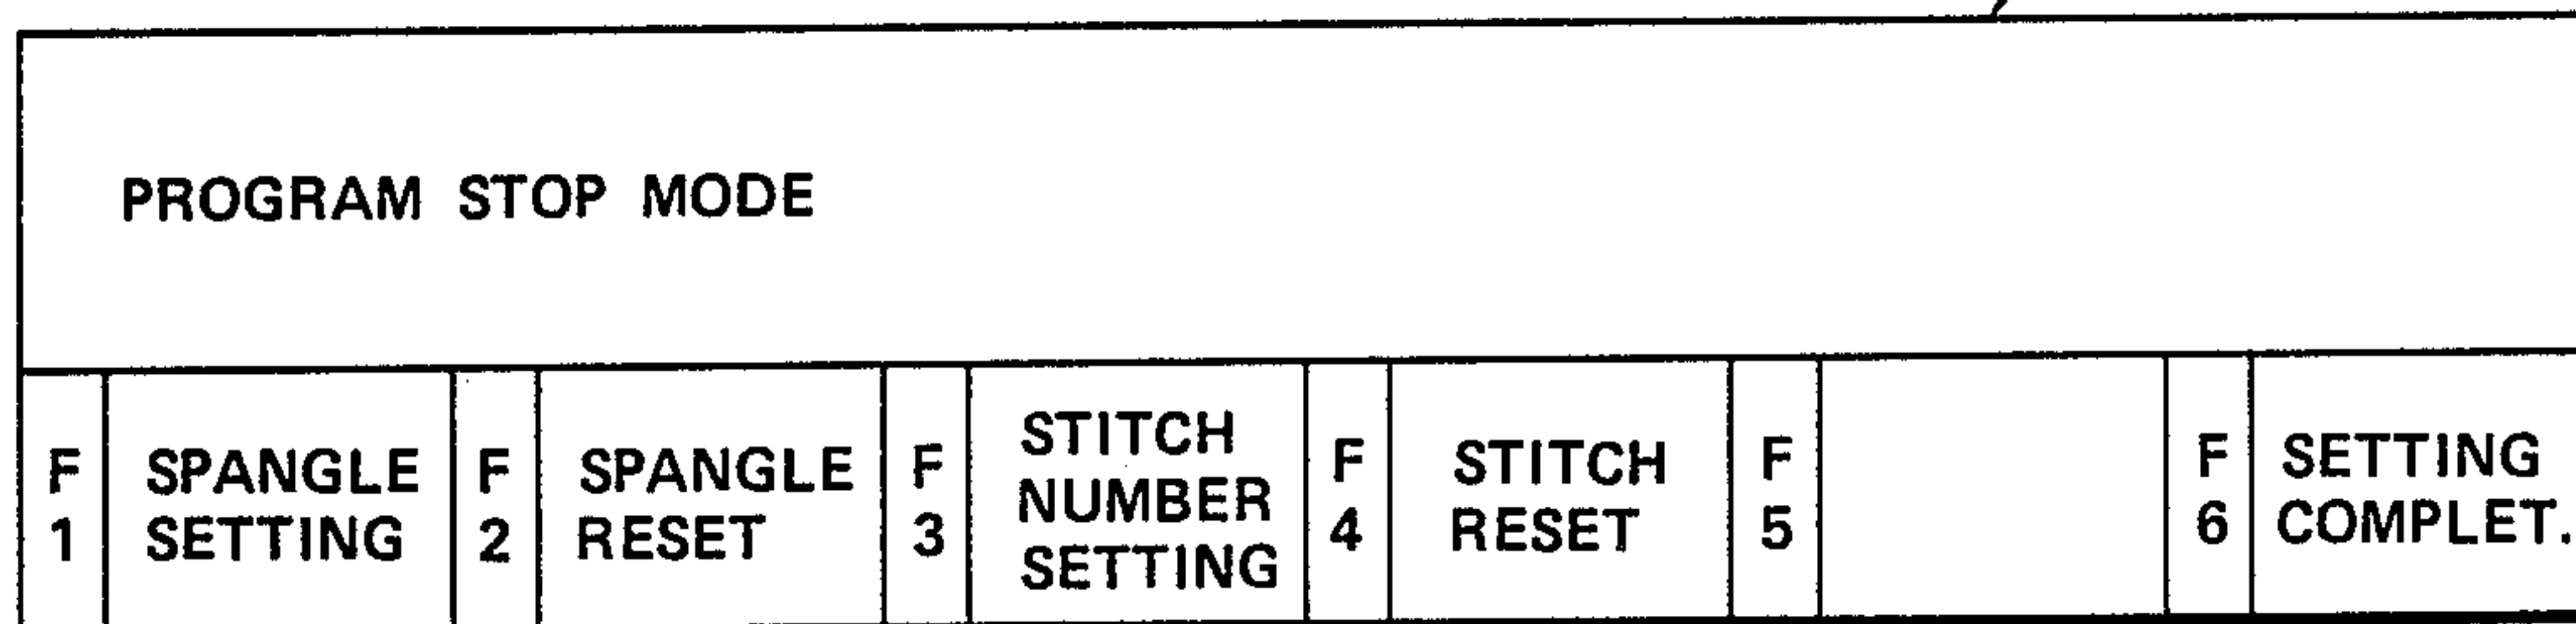 PROGRAM STOP MODE
F
1
SPANGLE
SETTING
F
2
SPANGLE
RESET
F
3
STITCH
NUMBER
SETTING
F
4
STITCH
RESET
F
5
F
6
SETTING
COMPLET.